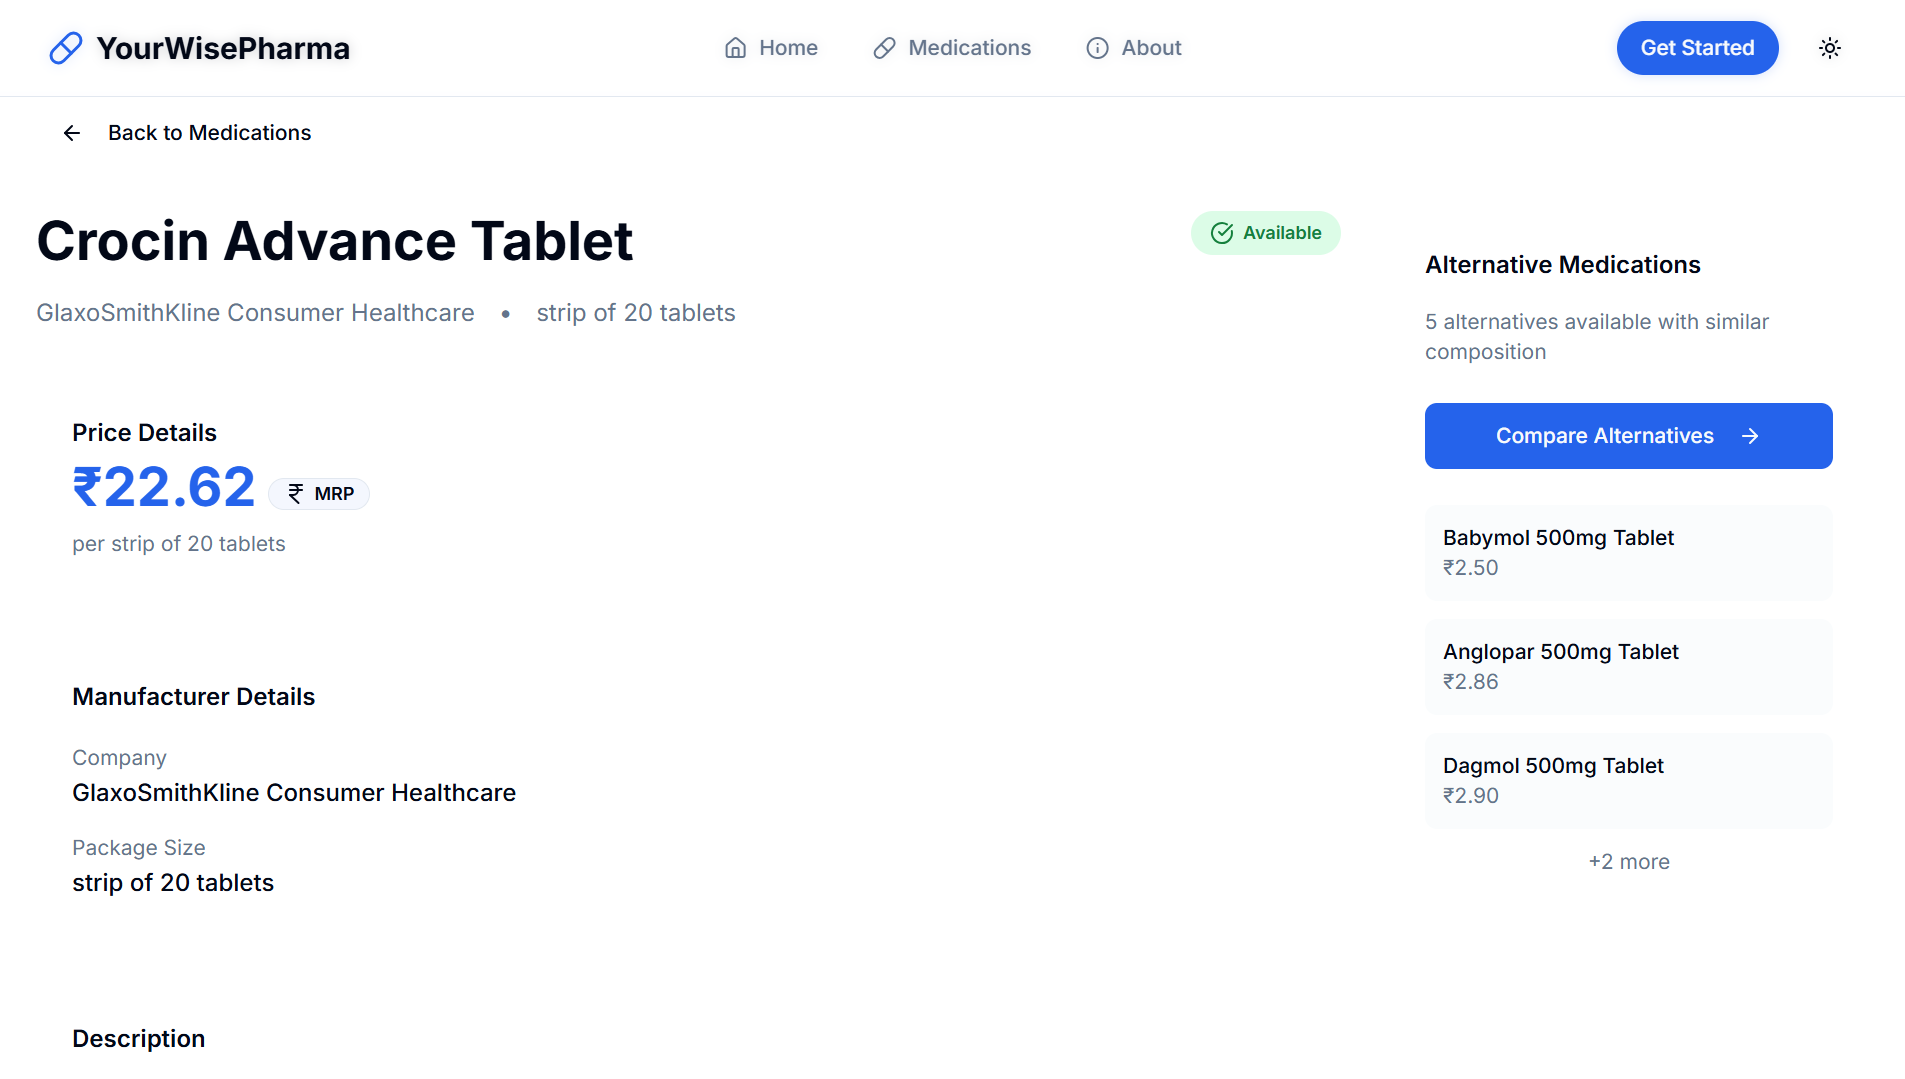 YourWisePharma
Home
Medications
About
Get Started
Back to Medications
Crocin Advance Tablet
Available
GlaxoSmithKline Consumer Healthcare • strip of 20 tablets
Price Details
₹22.62
₹ MRP
per strip of 20 tablets
Manufacturer Details
Company
GlaxoSmithKline Consumer Healthcare
Package Size
strip of 20 tablets
Description
Alternative Medications
5 alternatives available with similar
composition
Compare Alternatives
Babymol 500mg Tablet
₹2.50
Anglopar 500mg Tablet
₹2.86
Dagmol 500mg Tablet
₹2.90
+2 more